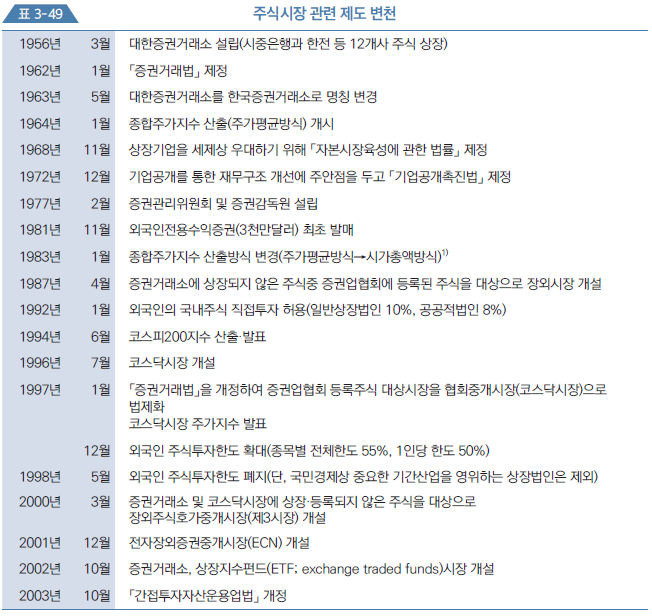 표 3-49 주식시장 관련 제도 변천
1956년 3월 대한증권거래소 설립(시중은행과 한전 등 12개사 주식 상장)
1962년 1월 「증권거래법」 제정
1963년 5월 대한증권거래소를 한국증권거래소로 명칭 변경
1964년 1월 종합주가지수 산출(주가평균방식) 개시
1968년 11월 상장기업을 세제상 우대하기 위해 「자본시장육성에 관한 법률」 제정
1972년 12월 기업공개를 통한 재무구조 개선에 주안점을 두고 「기업공개촉진법」 제정
1977년 2월 증권관리위원회 및 증권감독원 설립
1981년 11월 외국인전용수익증권(3천만달러) 최초 발매
1983년 1월 종합주가지수 산출방식 변경(주가평균방식→시가총액방식)1)
1987년 4월 증권거래소에 상장되지 않은 주식중 증권업협회에 등록된 주식을 대상으로 장외시장 개설
1992년 1월 외국인의 국내주식 직접투자 허용(일반상장법인 10%, 공공적법인 8%)
1994년 6월 코스피200지수 산출·발표
1996년 7월 코스닥시장 개설
1997년 1월 「증권거래법」을 개정하여 증권업협회 등록주식 대상시장을 협회중개시장(코스닥시장)으로
법제화
코스닥시장 주가지수 발표
12월 외국인 주식투자한도 확대(종목별 전체한도 55%, 1인당 한도 50%)
1998년 5월 외국인 주식투자한도 폐지(단, 국민경제상 중요한 기간산업을 영위하는 상장법인은 제외)
2000년 3월 증권거래소 및 코스닥시장에 상장·등록되지 않은 주식을 대상으로
장외주식호가중개시장(제3시장) 개설
2001년 12월 전자장외증권중개시장(ECN) 개설
2002년 10월 증권거래소, 상장지수펀드(ETF; exchange traded funds)시장 개설
2003년 10월 「간접투자자산운용업법」 개정